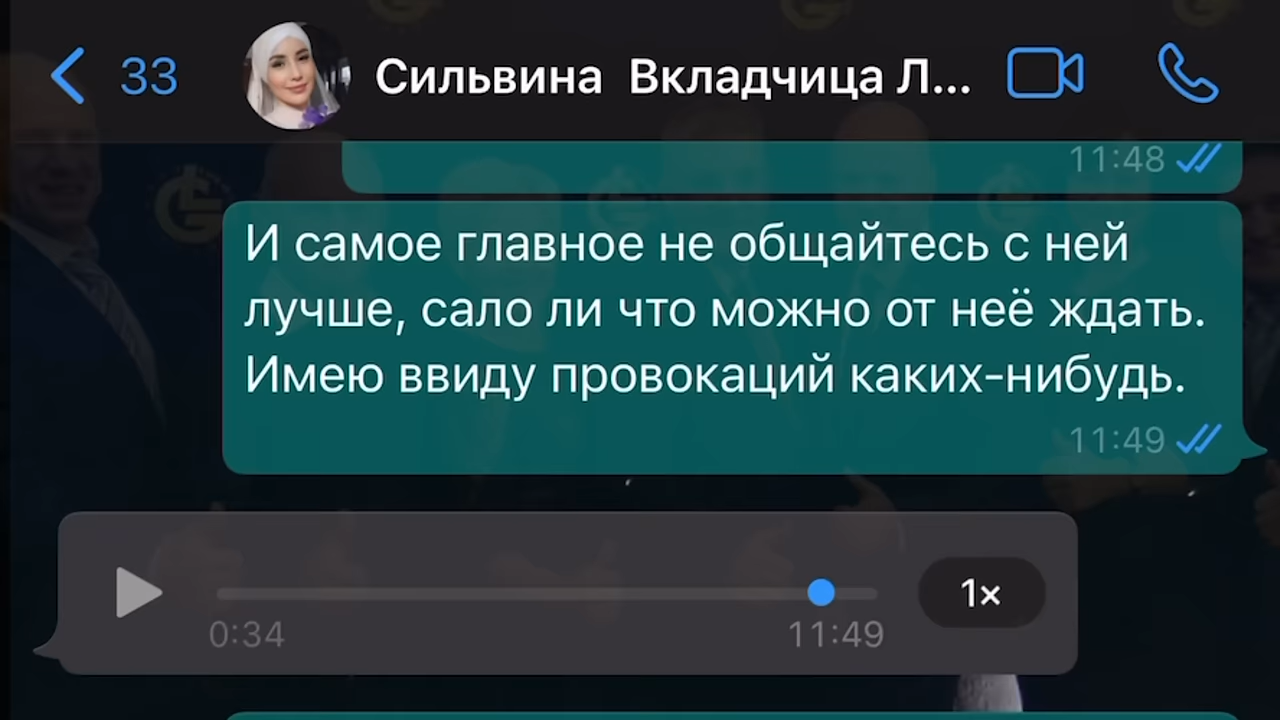 33
Сильвина Вкладчица Л...
11:48
И самое главное не общайтесь с ней
лучше, сало ли что можно от неё ждать.
Имею ввиду провокаций каких-нибудь.
11:49
1×
0:34
11:49